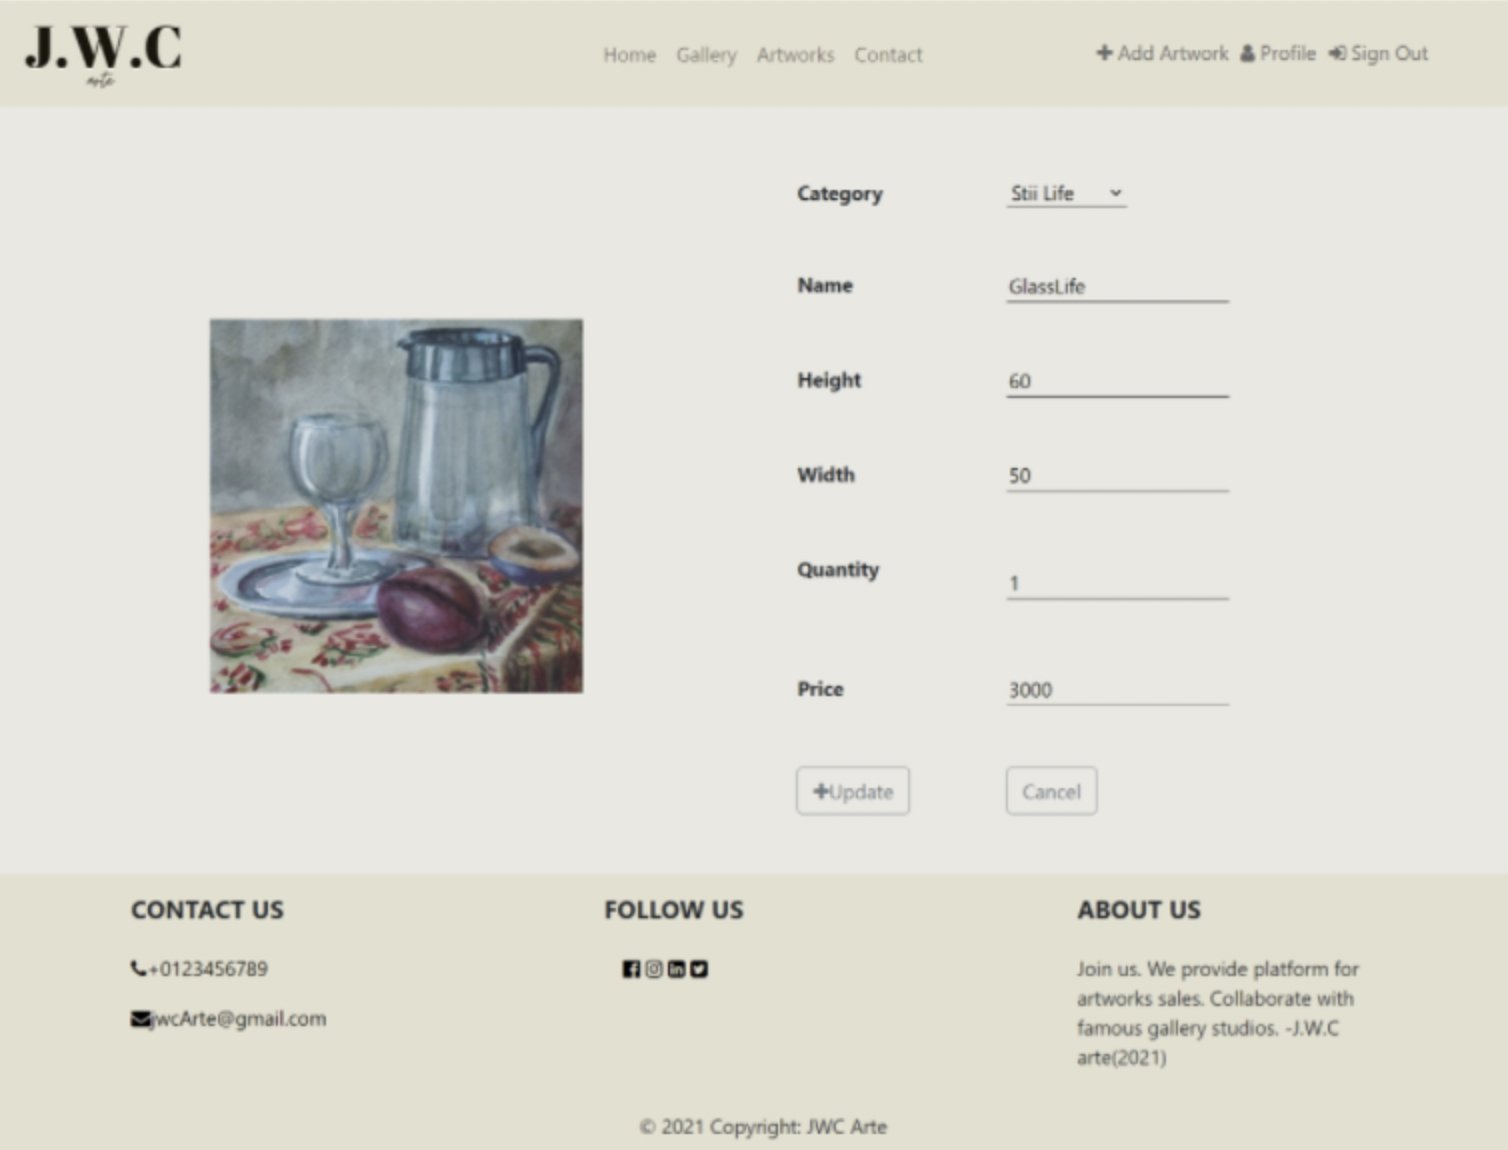 J.W.C
arte
Home Gallery Artworks Contact
Add Artwork Profile Sign Out
Category Stii Life
Name GlassLife
Height 60
Width 50
Quantity 1
Price 3000
+Update Cancel
CONTACT US
+0123456789
jwcArte@gmail.com
FOLLOW US
ABOUT US
Join us. We provide platform for
artworks sales. Collaborate with
famous gallery studios. -J.W.C
arte(2021)
© 2021 Copyright: JWC Arte